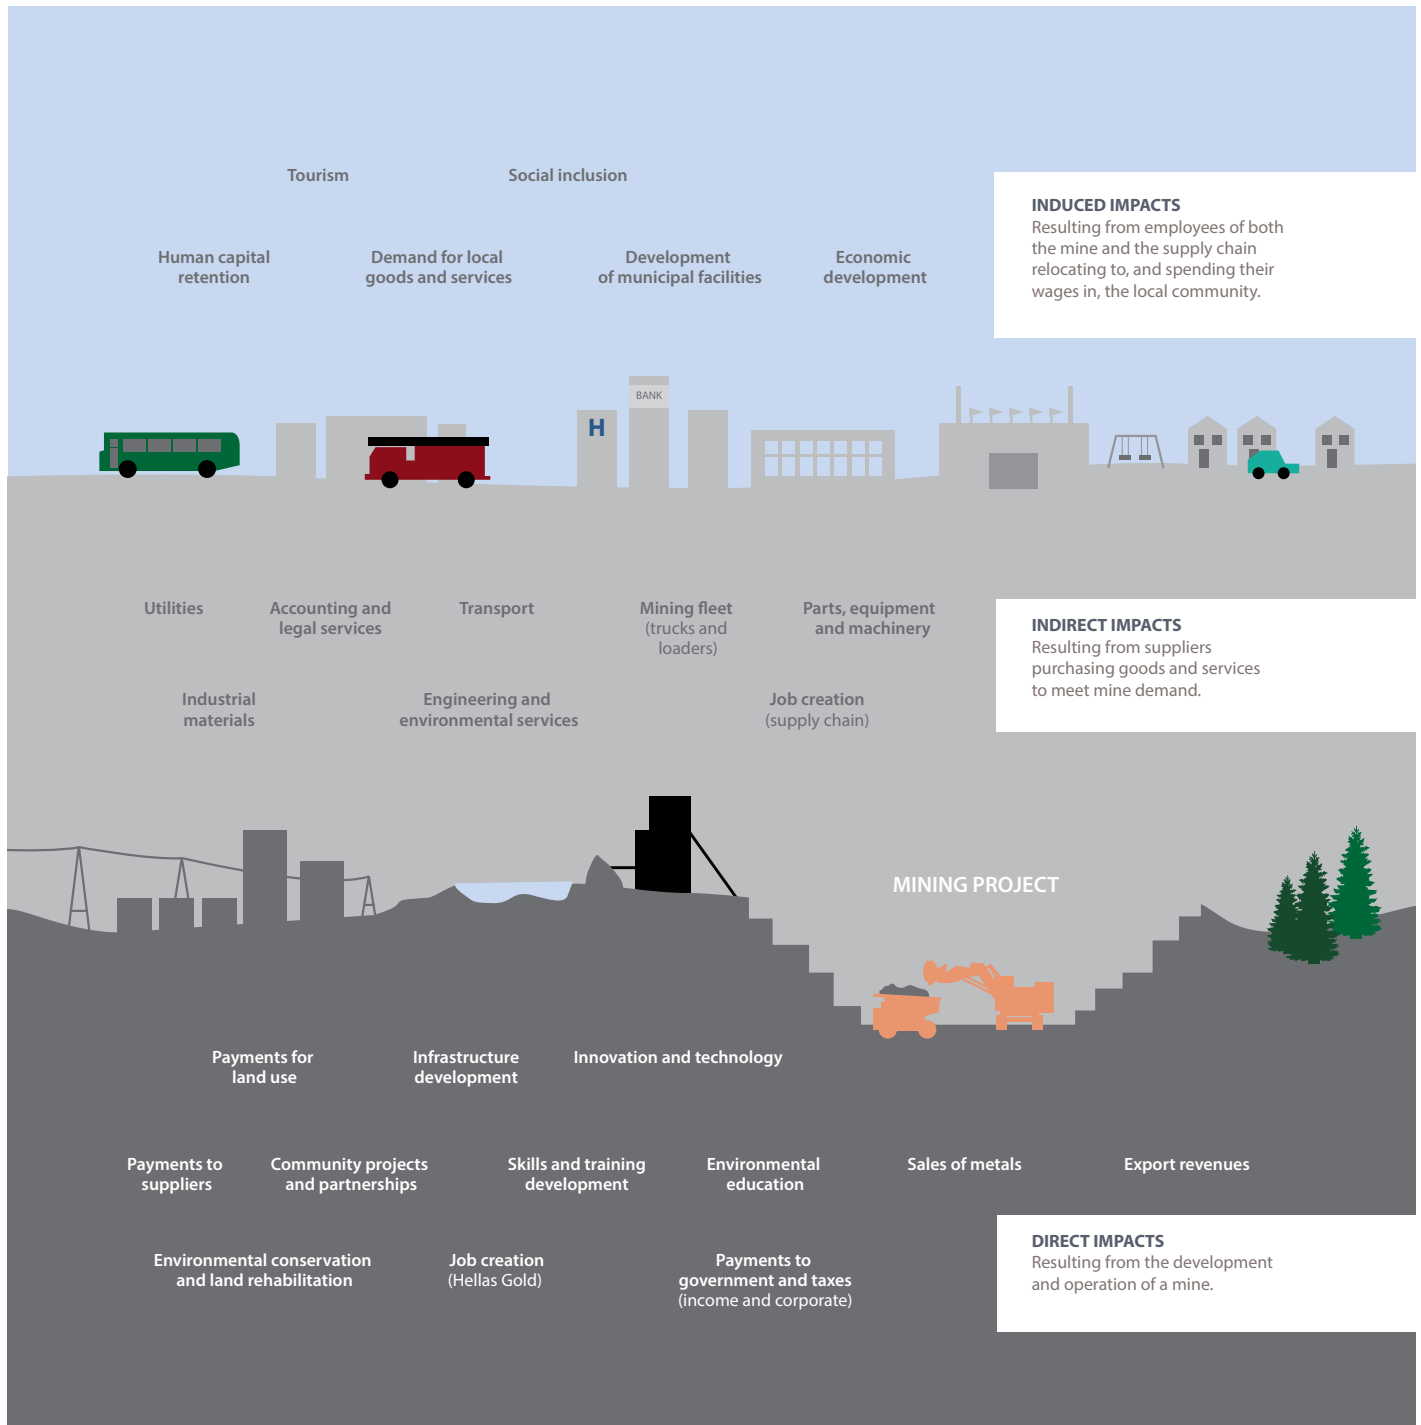 Tourism
Social inclusion
Human capital
retention
Demand for local
goods and services
Development
of municipal facilities
Economic
development
INDUCED IMPACTS
Resulting from employees of both
the mine and the supply chain
relocating to, and spending their
wages in, the local community.
BANK
H
Utilities
Accounting and
legal services
Transport
Mining fleet
(trucks and
loaders)
Parts, equipment
and machinery
Industrial
materials
Engineering and
environmental services
Job creation
(supply chain)
INDIRECT IMPACTS
Resulting from suppliers
purchasing goods and services
to meet mine demand.
MINING PROJECT
Payments for
land use
Infrastructure
development
Innovation and technology
Payments to
suppliers
Community projects
and partnerships
Skills and training
development
Environmental
education
Sales of metals
Export revenues
Environmental conservation
and land rehabilitation
Job creation
(Hellas Gold)
Payments to
government and taxes
(income and corporate)
DIRECT IMPACTS
Resulting from the development
and operation of a mine.